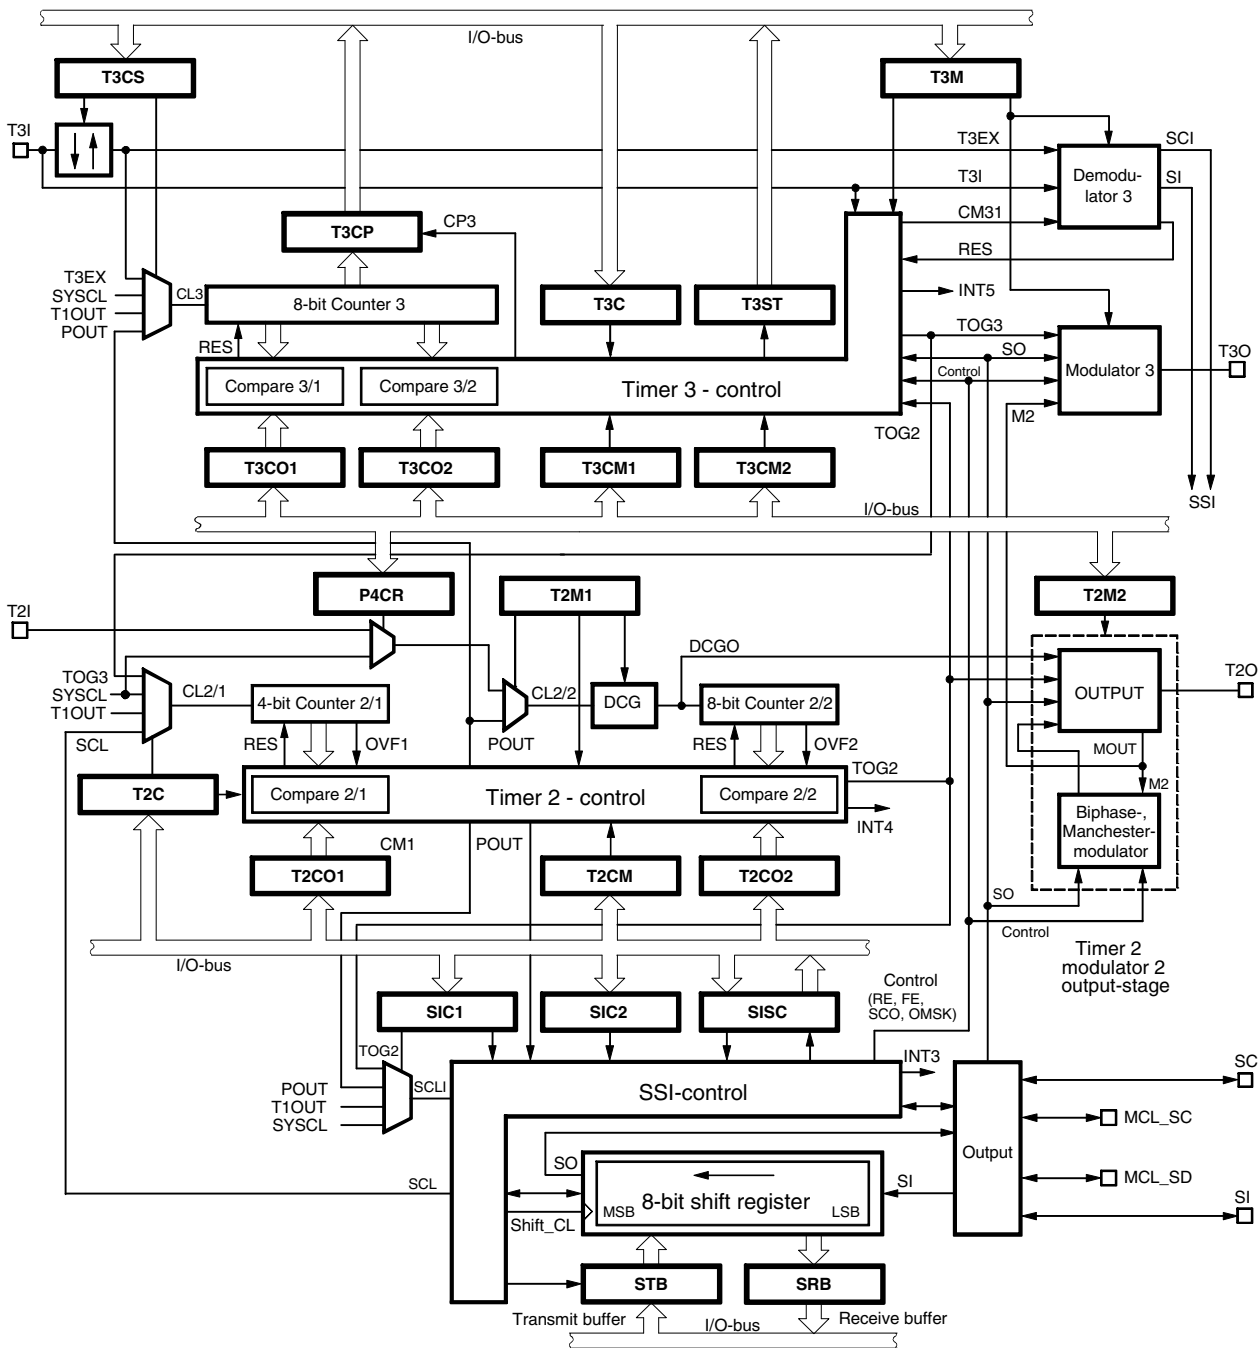 I/O-bus
T3CS
T3M
T3I
T3EX
SCI
T3I
SI
Demodu-
lator 3
CM31
RES
T3CP
CP3
T3EX
SYSCL
T1OUT
POUT
CL3
8-bit Counter 3
T3C
T3ST
INT5
RES
TOG3
SO
Control
M2
Modulator 3
T3O
Compare 3/1
Compare 3/2
Timer 3 - control
TOG2
T3CO1
T3CO2
T3CM1
T3CM2
I/O-bus
SSI
P4CR
T2M1
T2M2
T2I
DCGO
TOG3
SYSCL
T1OUT
SCL
CL2/1
4-bit Counter 2/1
CL2/2
DCG
8-bit Counter 2/2
OUTPUT
T2O
RES
OVF1
POUT
RES
OVF2
MOUT
TOG2
M2
T2C
Compare 2/1
Timer 2 - control
Compare 2/2
INT4
Biphase-,
Manchester-
modulator
CM1
POUT
T2CO1
T2CM
T2CO2
SO
Control
Timer 2
modulator 2
output-stage
I/O-bus
SIC1
SIC2
SISC
Control
(RE, FE,
SCO, OMSK)
TOG2
POUT
T1OUT
SYSCL
SCLI
SSI-control
INT3
SC
MCL_SC
Output
MCL_SD
SI
SO
SI
SCL
8-bit shift register
MSB
LSB
Shift_CL
STB
SRB
Transmit buffer
I/O-bus
Receive buffer